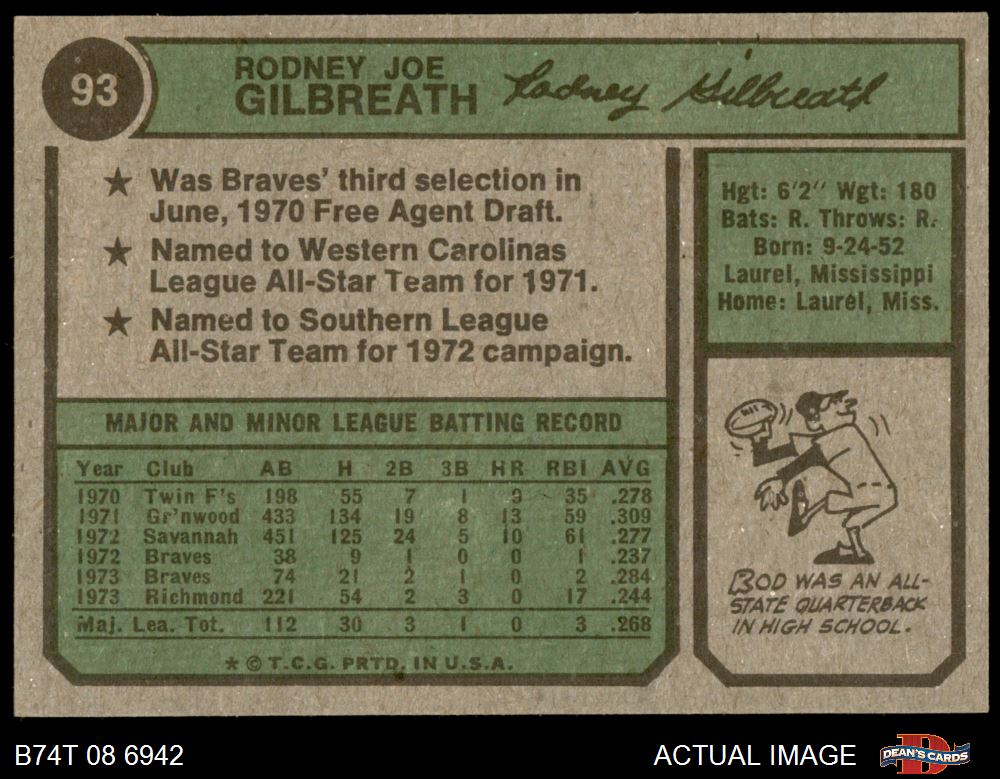 93
RODNEY JOE
GILBREATH
Rodney Gilbreath
★ Was Braves' third selection in
June, 1970 Free Agent Draft.
★ Named to Western Carolinas
League All-Star Team for 1971.
★ Named to Southern League
All-Star Team for 1972 campaign.
Hgt: 6'2" Wgt: 180
Bats: R. Throws: R.
Born: 9-24-52
Laurel, Mississippi
Home: Laurel, Miss.
MAJOR AND MINOR LEAGUE BATTING RECORD
Year Club AB H 2B 3B HR RBI AVG
1970 Twin F's 198 55 7 1 9 35 .278
1971 Gr'nwood 433 134 19 8 13 59 .309
1972 Savannah 451 125 24 5 10 61 .277
1972 Braves 38 9 1 0 0 1 .237
1973 Braves 74 21 2 1 0 2 .284
1973 Richmond 221 54 2 3 0 17 .244
Maj. Lea. Tot. 112 30 3 1 0 3 .268
★ © T.C.G. PRTD. IN U.S.A.
ROD WAS AN ALL-
STATE QUARTERBACK
IN HIGH SCHOOL.
B74T 08 6942
ACTUAL IMAGE
DEAN'S CARDS